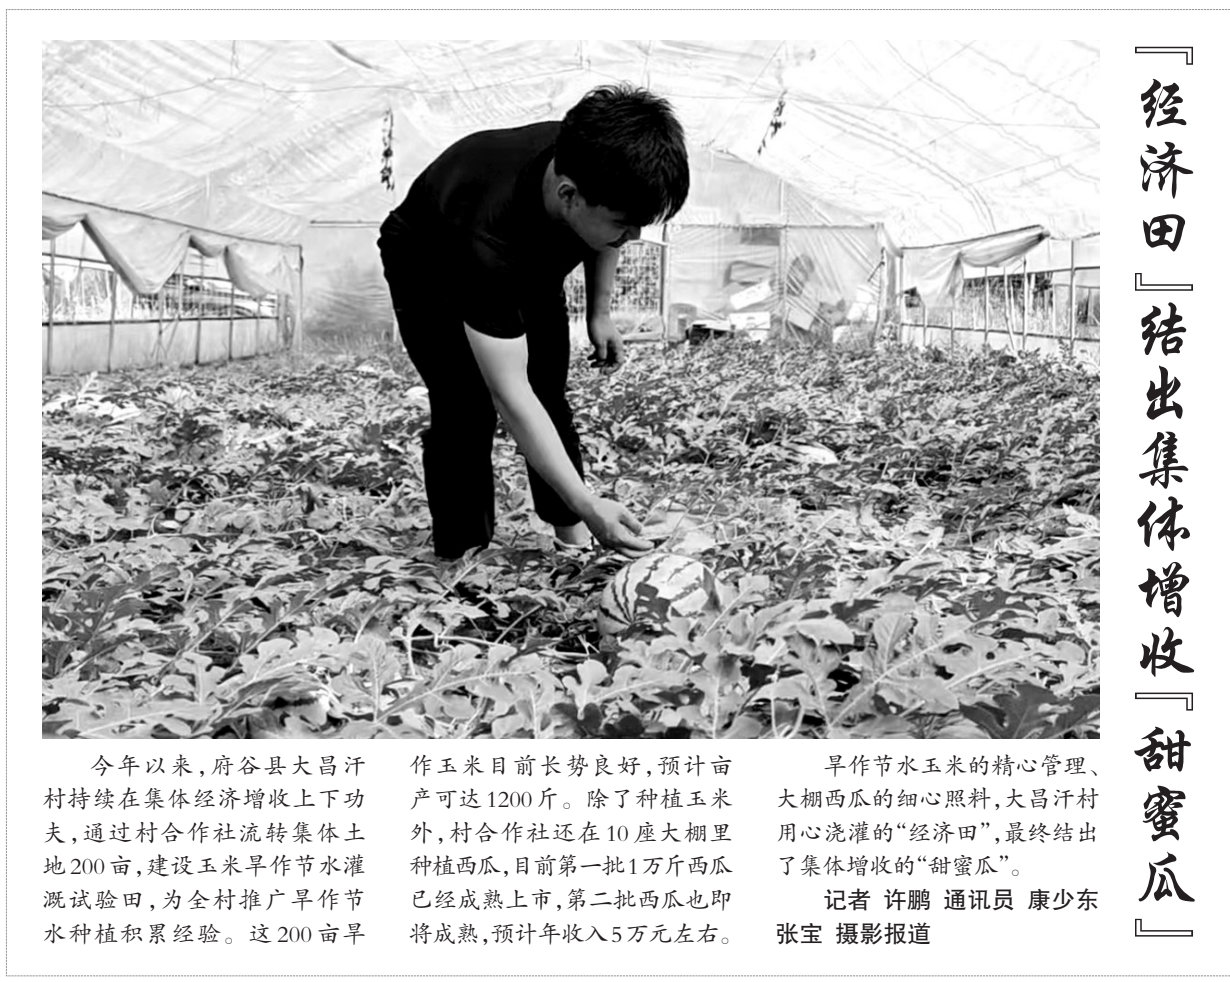 『经济田』结出集体增收『甜蜜瓜』
今年以来,府谷县大昌汗
村持续在集体经济增收上下功
夫,通过村合作社流转集体土
地200亩,建设玉米旱作节水灌
溉试验田,为全村推广旱作节
水种植积累经验。这200亩旱
作玉米目前长势良好,预计亩
产可达1200斤。除了种植玉米
外,村合作社还在10座大棚里
种植西瓜,目前第一批1万斤西瓜
已经成熟上市,第二批西瓜也即
将成熟,预计年收入5万元左右。
旱作节水玉米的精心管理、
大棚西瓜的细心照料,大昌汗村
用心浇灌的“经济田”,最终结出
了集体增收的“甜蜜瓜”。
记者 许鹏 通讯员 康少东
张宝 摄影报道